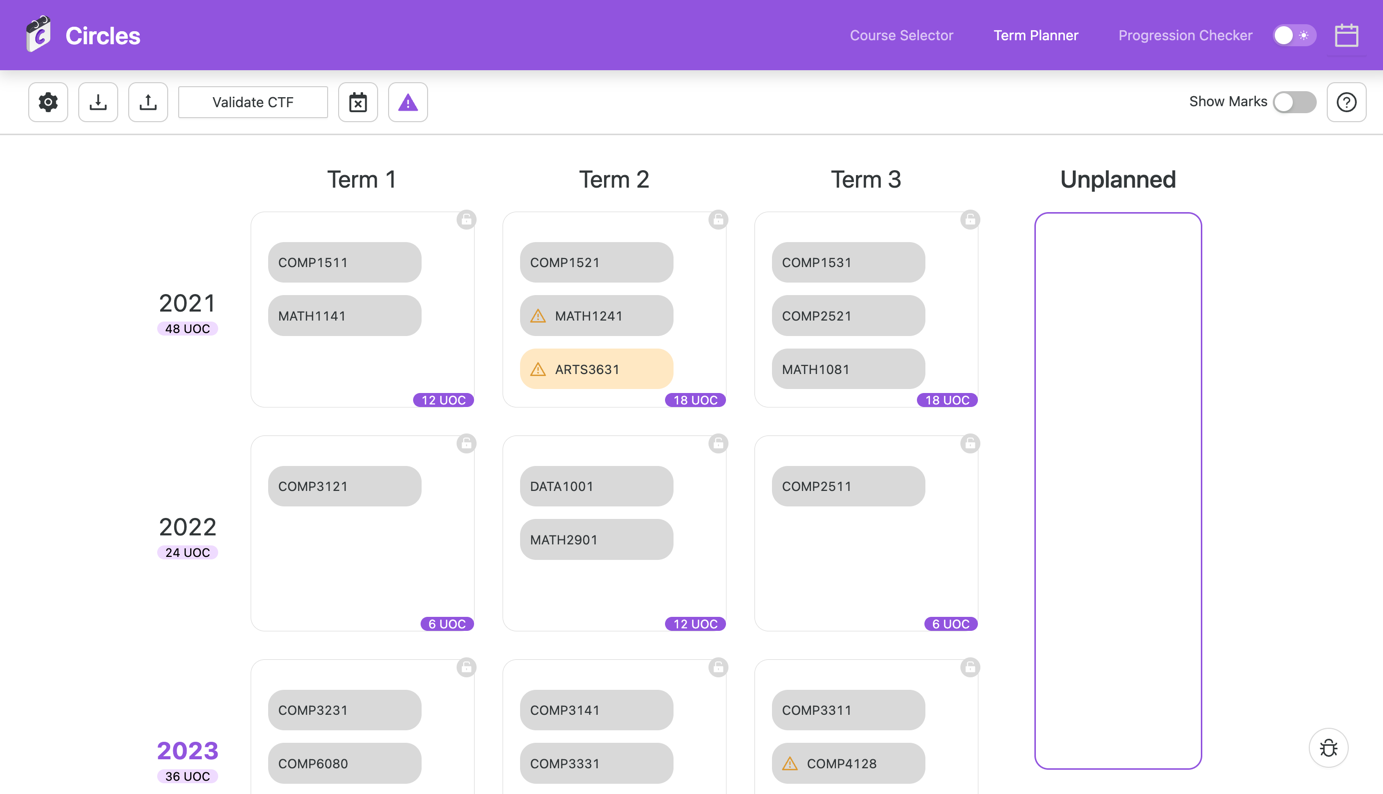 Circles
Course Selector
Term Planner
Progression Checker
Validate CTF
Show Marks
Term 1
Term 2
Term 3
Unplanned
2021
48 UOC
COMP1511
MATH1141
12 UOC
COMP1521
MATH1241
ARTS3631
18 UOC
COMP1531
COMP2521
MATH1081
18 UOC
2022
24 UOC
COMP3121
6 UOC
DATA1001
MATH2901
12 UOC
COMP2511
6 UOC
2023
36 UOC
COMP3231
COMP6080
COMP3141
COMP3331
COMP3311
COMP4128